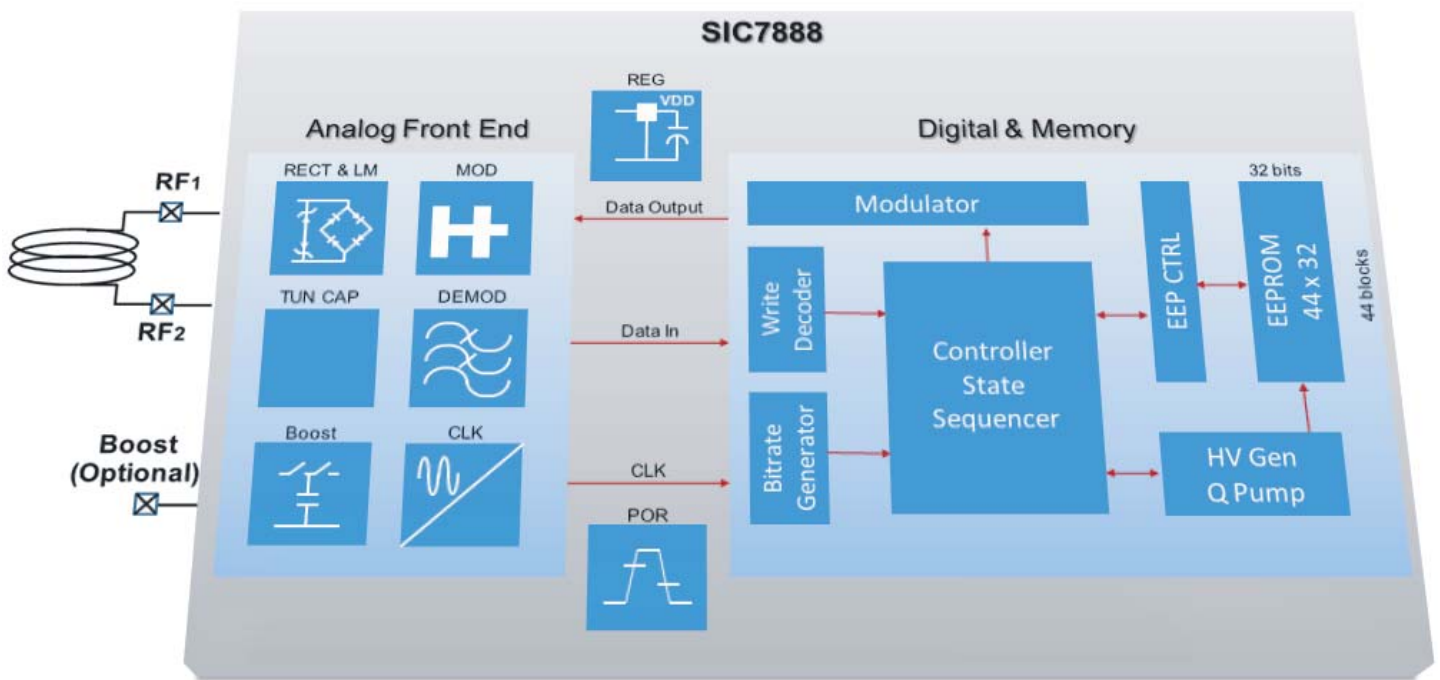 SIC7888
REG
VDD
Analog Front End
Digital & Memory
RECT & LM
MOD
32 bits
RF1
Data Output
Modulator
EEP CTRL
EEPROM
44 x 32
44 blocks
TUN CAP
DEMOD
Write
Decoder
RF2
Data In
Controller
State
Sequencer
Boost
(Optional)
Boost
CLK
CLK
Bitrate
Generator
HV Gen
Q Pump
POR